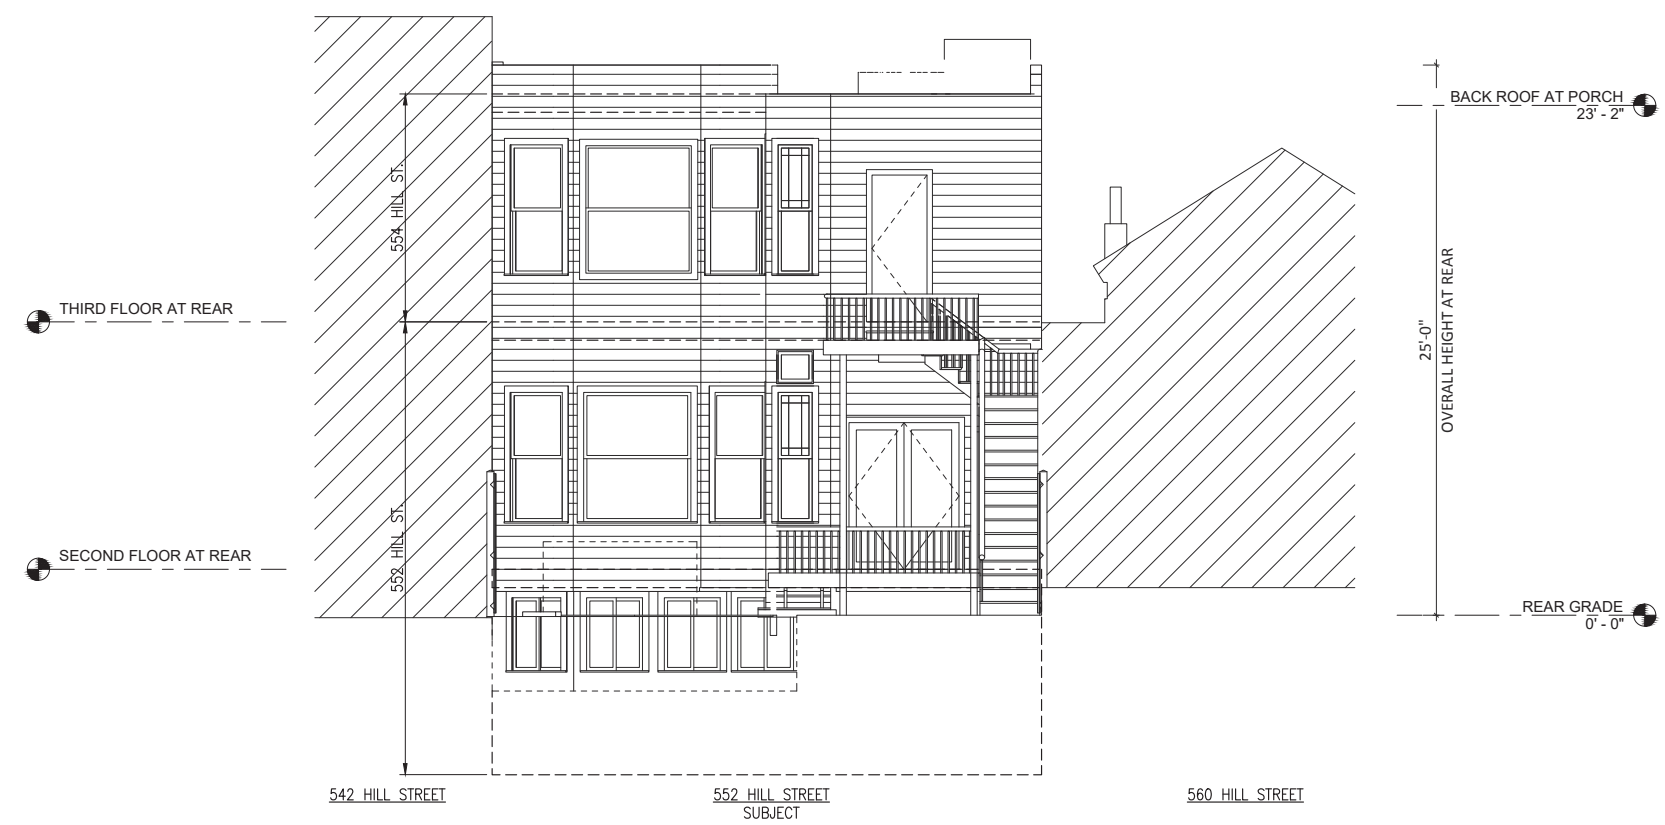 BACK ROOF AT PORCH
23' - 2"
554 HILL ST.
THIRD FLOOR AT REAR
25'-0"
OVERALL HEIGHT AT REAR
552 HILL ST.
SECOND FLOOR AT REAR
REAR GRADE
0' - 0"
542 HILL STREET
552 HILL STREET
SUBJECT
560 HILL STREET